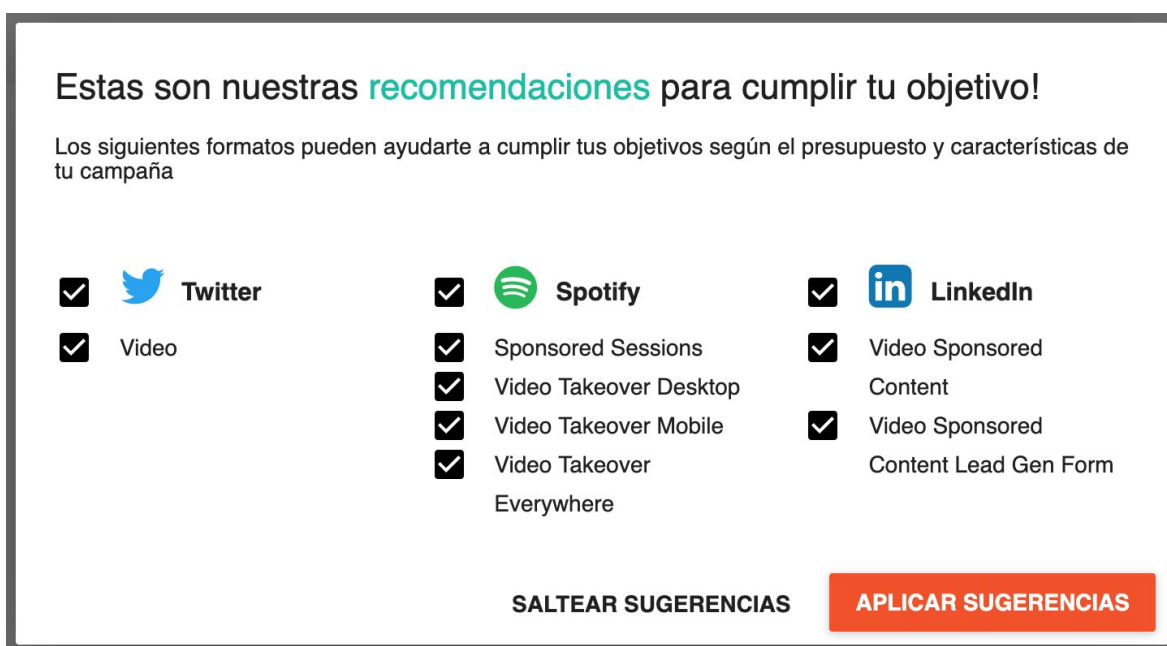 Estas son nuestras recomendaciones para cumplir tu objetivo!
Los siguientes formatos pueden ayudarte a cumplir tus objetivos según el presupuesto y características de
tu campaña
Twitter
Video
Spotify
Sponsored Sessions
Video Takeover Desktop
Video Takeover Mobile
Video Takeover
Everywhere
in
LinkedIn
Video Sponsored
Content
Video Sponsored
Content Lead Gen Form
SALTEAR SUGERENCIAS
APLICAR SUGERENCIAS